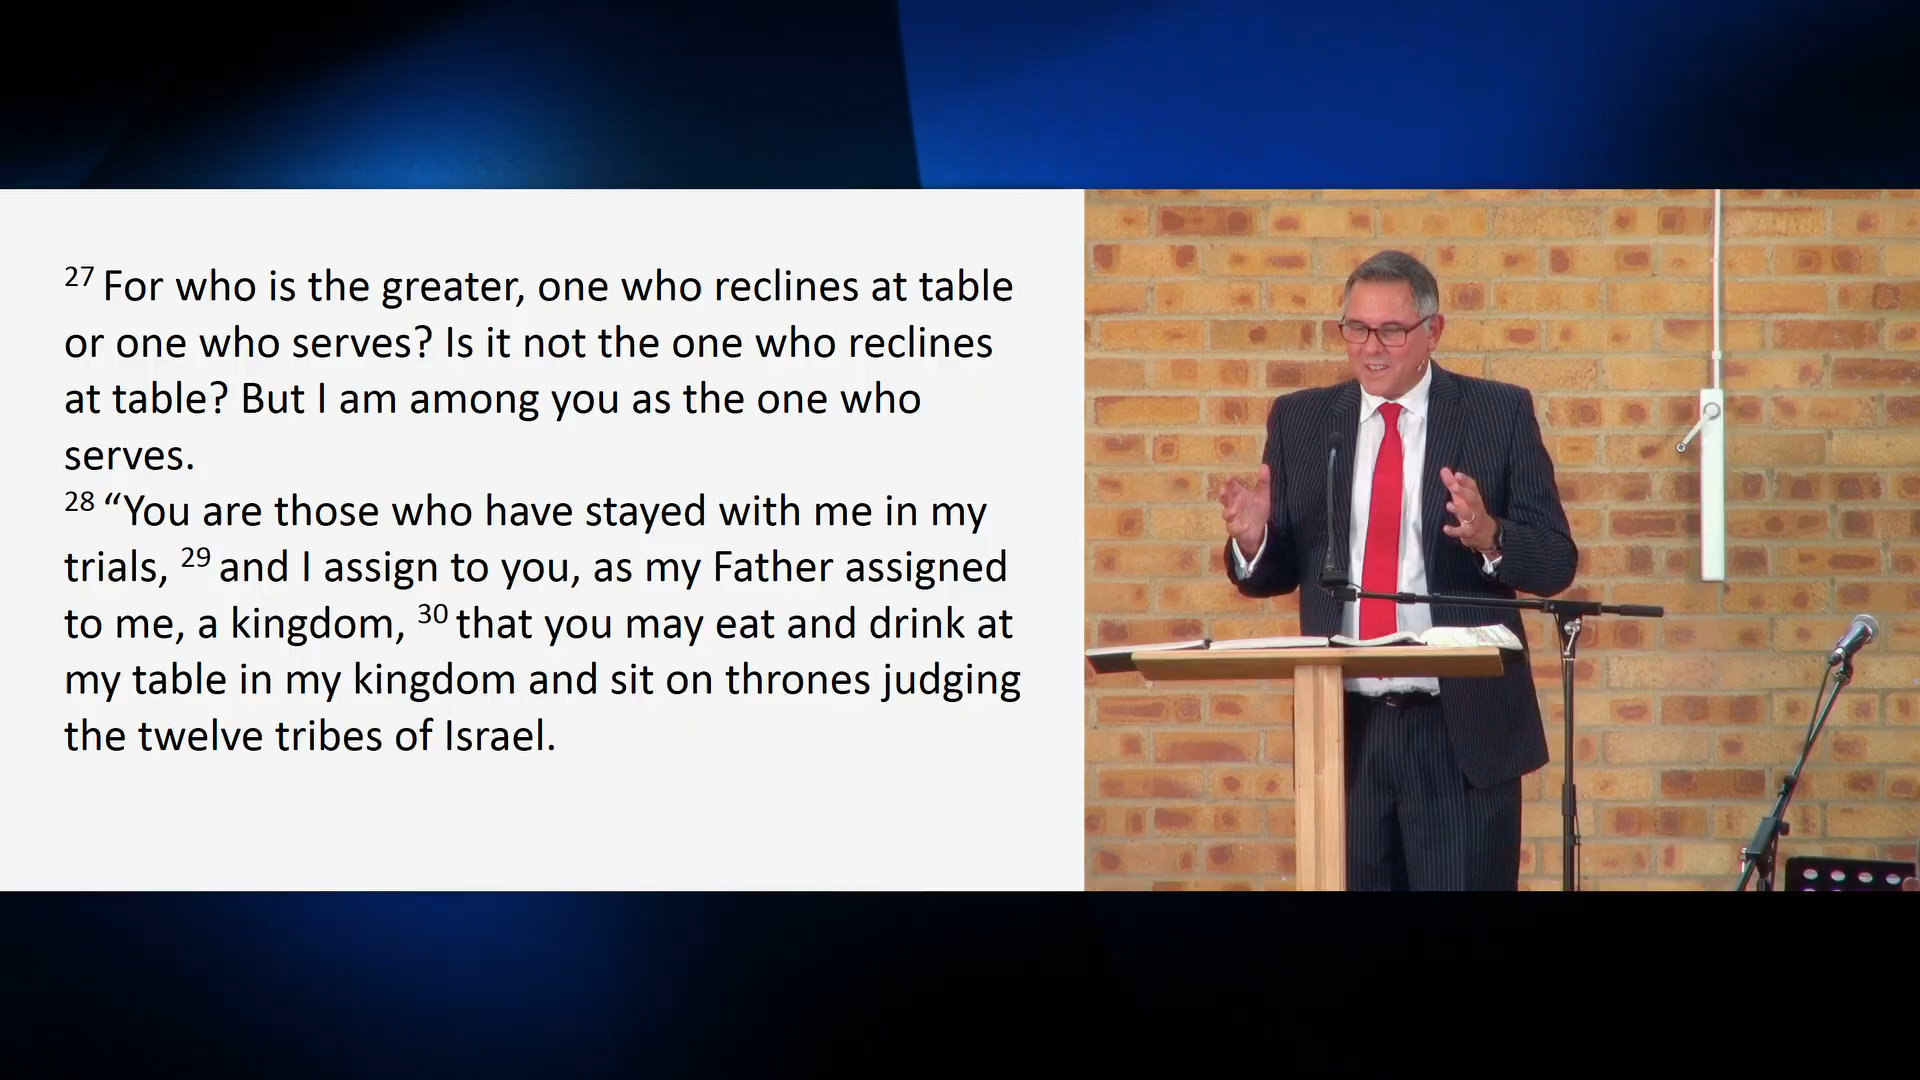 27 For who is the greater, one who reclines at table
or one who serves? Is it not the one who reclines
at table? But I am among you as the one who
serves.
28 “You are those who have stayed with me in my
trials, 29 and I assign to you, as my Father assigned
to me, a kingdom, 30 that you may eat and drink at
my table in my kingdom and sit on thrones judging
the twelve tribes of Israel.